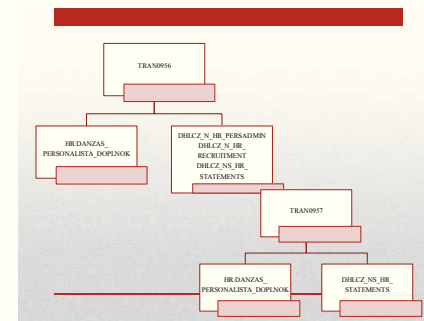 TRAN0956
HR:DANZAS_
PERSONALISTA_DOPLNOK
DHLCZ_N_HR_PERSADMIN
DHLCZ_N_HR_
RECRUITMENT
DHLCZ_NS_HR_
STATEMENTS
TRAN0957
HR:DANZAS_
PERSONALISTA_DOPLNOK
DHLCZ_NS_HR_
STATEMENTS